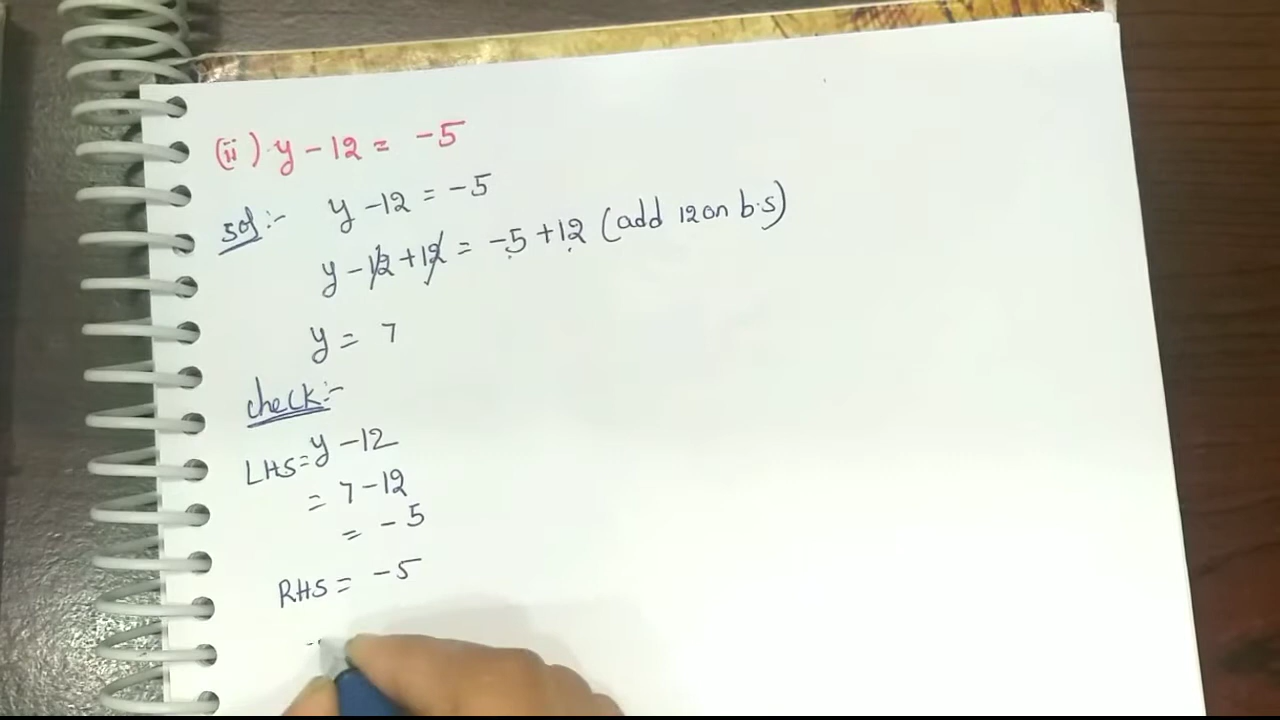 (ii) y - 12 = -5
Sol:- y - 12 = -5
y - 12 + 12 = -5 + 12 (add 12 on b.s)
y = 7
check:-
LHS = y - 12
= 7 - 12
= -5
RHS = -5